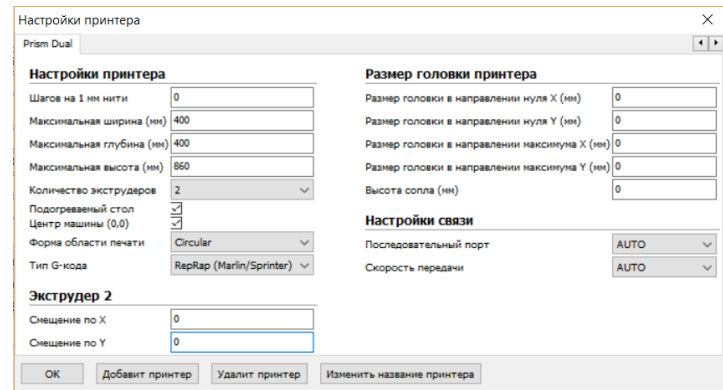 Настройки принтера
Prism Dual
Настройки принтера
Шагов на 1 мм нити 0
Максимальная ширина (мм) 400
Максимальная глубина (мм) 400
Максимальная высота (мм) 860
Количество экструдеров 2
Подогреваемый стол
Центр машины (0,0)
Форма области печати Circular
Тип G-кода RepRap (Marlin/Sprinter)
Экструдер 2
Смещение по X 0
Смещение по Y 0
Размер головки принтера
Размер головки в направлении нуля X (мм) 0
Размер головки в направлении нуля Y (мм) 0
Размер головки в направлении максимума X (мм) 0
Размер головки в направлении максимума Y (мм) 0
Высота сопла (мм) 0
Настройки связи
Последовательный порт AUTO
Скорость передачи AUTO
OK Добавит принтер Удалит принтер Изменить название принтера